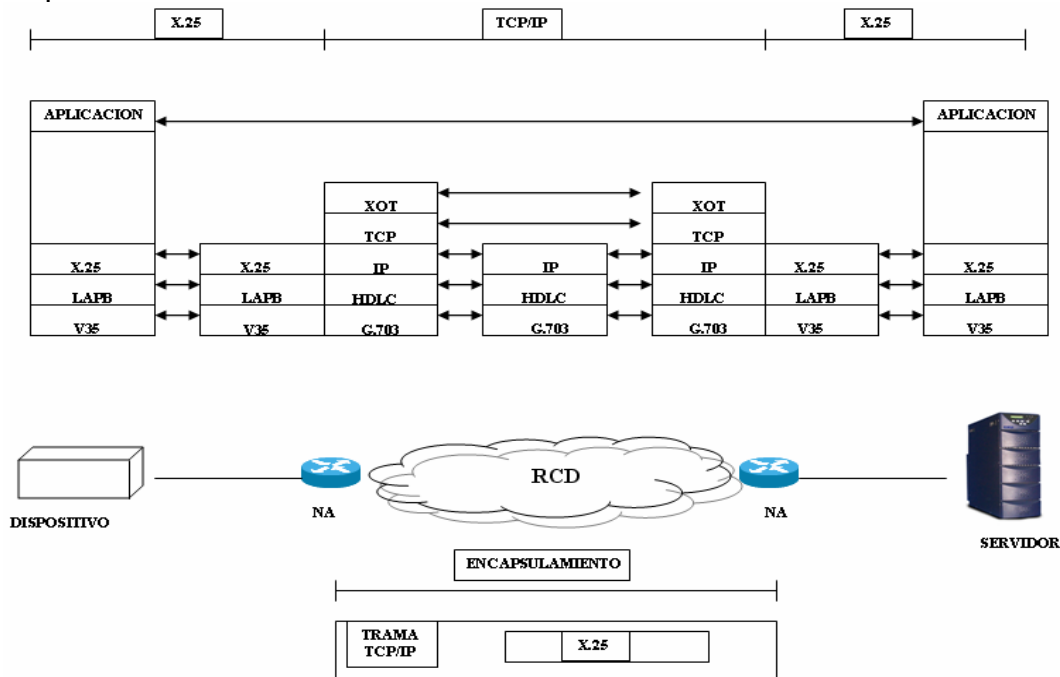 X.25 TCP/IP X.25
APLICACION APLICACION
XOT XOT
TCP TCP
X.25 X.25 IP IP IP X.25 X.25
LAPB LAPB HDLC HDLC HDLC LAPB LAPB
V35 V35 G.703 G.703 G.703 V35 V35
RCD
DISPOSITIVO NA NA
SERVIDOR
ENCAPSULAMIENTO
TRAMA
TCP/IP X.25